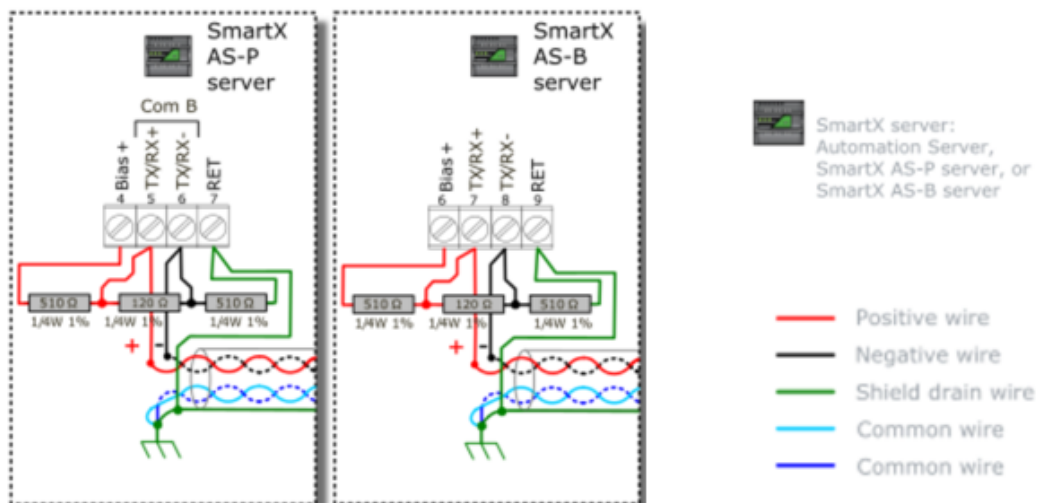 SmartX
AS-P
server
Com B
Bias +
TX/RX+
TX/RX-
RET
4 5 6 7
510 Ω 120 Ω 510 Ω
1/4W 1% 1/4W 1% 1/4W 1%
+ -
SmartX
AS-B
server
Bias +
TX/RX+
TX/RX-
RET
6 7 8 9
510 Ω 120 Ω 510 Ω
1/4W 1% 1/4W 1% 1/4W 1%
+ -
SmartX server:
Automation Server,
SmartX AS-P server, or
SmartX AS-B server
Positive wire
Negative wire
Shield drain wire
Common wire
Common wire